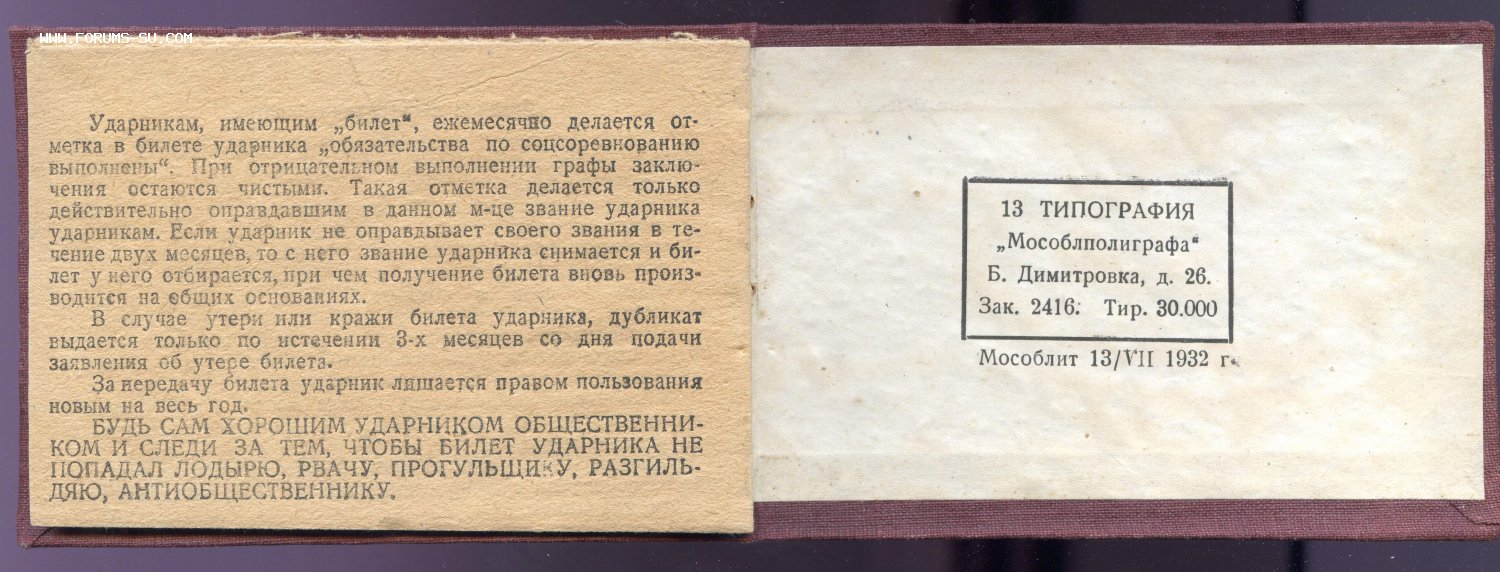 WWW.FORUMS-SU.COM
Ударникам, имеющим „билет“, ежемесячно делается от-
метка в билете ударника „обязательства по соцсоревнованию
выполнены“. При отрицательном выполнении графы заклю-
чения остаются чистыми. Такая отметка делается только
действительно оправдавшим в данном м-це звание ударника
ударникам. Если ударник не оправдывает своего звания в те-
чение двух месяцев, то с него звание ударника снимается и би-
лет у него отбирается, при чем получение билета вновь произ-
водится на общих основаниях.
В случае утери или кражи билета ударника, дубликат
выдается только по истечении 3-х месяцев со дня подачи
заявления об утере билета.
За передачу билета ударник лишается правом пользования
новым на весь год.
БУДЬ САМ ХОРОШИМ УДАРНИКОМ ОБЩЕСТВЕННИ-
КОМ И СЛЕДИ ЗА ТЕМ, ЧТОБЫ БИЛЕТ УДАРНИКА НЕ
ПОПАДАЛ ЛОДЫРЮ, РВАЧУ, ПРОГУЛЬЩИКУ, РАЗГИЛЬ-
ДЯЮ, АНТИОБЩЕСТВЕННИКУ.
13 ТИПОГРАФИЯ
„Мособлполиграфа“
Б. Димитровка, д. 26.
Зак. 2416. Тир. 30.000
Мособлит 13/VII 1932 г.